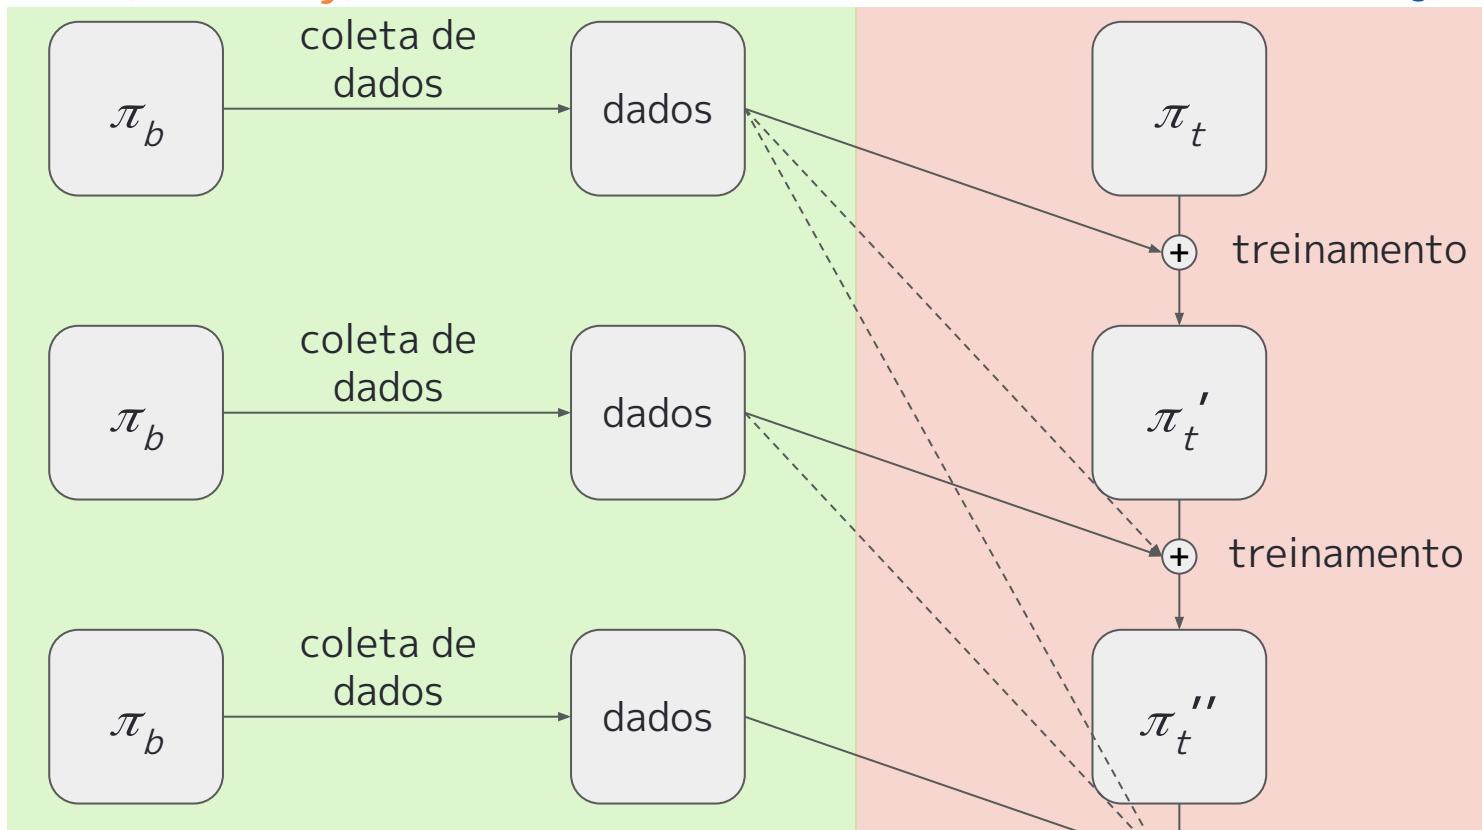 coleta de
dados
π_b
dados
π_t
+
treinamento
coleta de
dados
π_b
dados
π_t'
+
treinamento
coleta de
dados
π_b
dados
π_t''